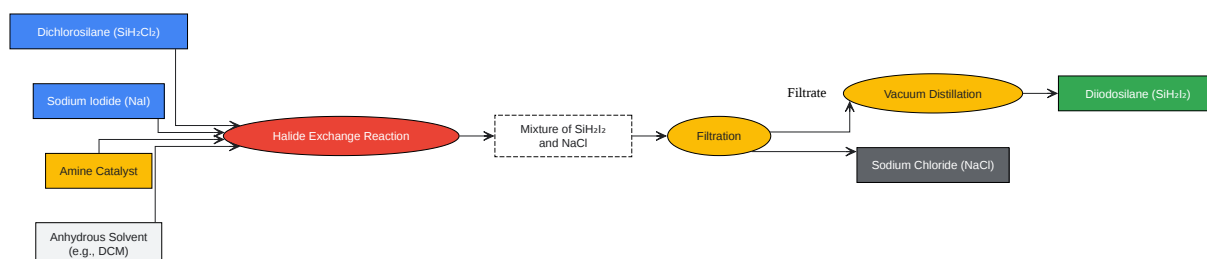 Dichlorosilane (SiH₂Cl₂)
Sodium Iodide (NaI)
Amine Catalyst
Anhydrous Solvent
(e.g., DCM)
Halide Exchange Reaction
Mixture of SiH₂I₂
and NaCl
Filtration
Filtrate
Vacuum Distillation
Diiodosilane (SiH₂I₂)
Sodium Chloride (NaCl)